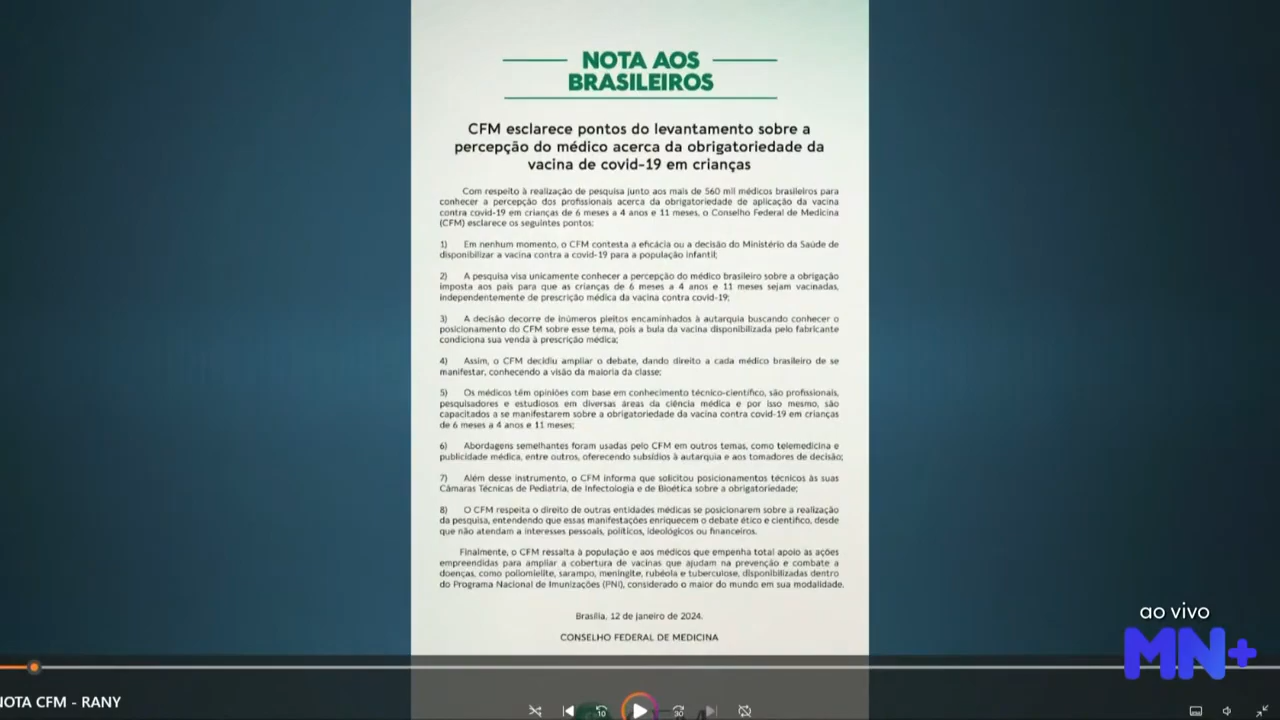 NOTA AOS
BRASILEIROS
CFM esclarece pontos do levantamento sobre a
percepção do médico acerca da obrigatoriedade da
vacina de covid-19 em crianças
Com respeito à realização de pesquisa junto aos mais de 560 mil médicos brasileiros para
conhecer a percepção dos profissionais acerca da obrigatoriedade de aplicação da vacina
contra covid-19 em crianças de 6 meses a 4 anos e 11 meses, o Conselho Federal de Medicina
(CFM) esclarece os seguintes pontos:
1) Em nenhum momento, o CFM contesta a eficácia ou a decisão do Ministério da Saúde de
disponibilizar a vacina contra a covid-19 para a população infantil;
2) A pesquisa visa unicamente conhecer a percepção do médico brasileiro sobre a obrigação
imposta aos pais para que as crianças de 6 meses a 4 anos e 11 meses sejam vacinadas,
independentemente de prescrição médica da vacina contra covid-19;
3) A decisão decorre de inúmeros pleitos encaminhados à autarquia buscando conhecer o
posicionamento do CFM sobre esse tema, pois a bula da vacina disponibilizada pelo fabricante
condiciona sua venda à prescrição médica;
4) Assim, o CFM decidiu ampliar o debate, dando direito a cada médico brasileiro de se
manifestar, conhecendo a visão da maioria da classe;
5) Os médicos têm opiniões com base em conhecimento técnico-científico, são profissionais,
pesquisadores e estudiosos em diversas áreas da ciência médica e por isso mesmo, são
capacitados a se manifestarem sobre a obrigatoriedade da vacina contra covid-19 em crianças
de 6 meses a 4 anos e 11 meses;
6) Abordagens semelhantes foram usadas pelo CFM em outros temas, como telemedicina e
publicidade médica, entre outros, oferecendo subsídios à autarquia e aos tomadores de decisão;
7) Além desse instrumento, o CFM informa que solicitou posicionamentos técnicos às suas
Câmaras Técnicas de Pediatria, de Infectologia e de Bioética sobre a obrigatoriedade;
8) O CFM respeita o direito de outras entidades médicas se posicionarem sobre a realização
da pesquisa, entendendo que essas manifestações enriquecem o debate ético e científico, desde
que não atendam a interesses pessoais, políticos, ideológicos ou financeiros.
Finalmente, o CFM ressalta à população e aos médicos que empenha total apoio às ações
empreendidas para ampliar a cobertura de vacinas que ajudam na prevenção e combate a
doenças, como poliomielite, sarampo, meningite, rubéola e tuberculose, disponibilizadas dentro
do Programa Nacional de Imunizações (PNI), considerado o maior do mundo em sua modalidade.
Brasília, 12 de janeiro de 2024.
CONSELHO FEDERAL DE MEDICINA
ao vivo
MN+
NOTA CFM - RANY
10
30